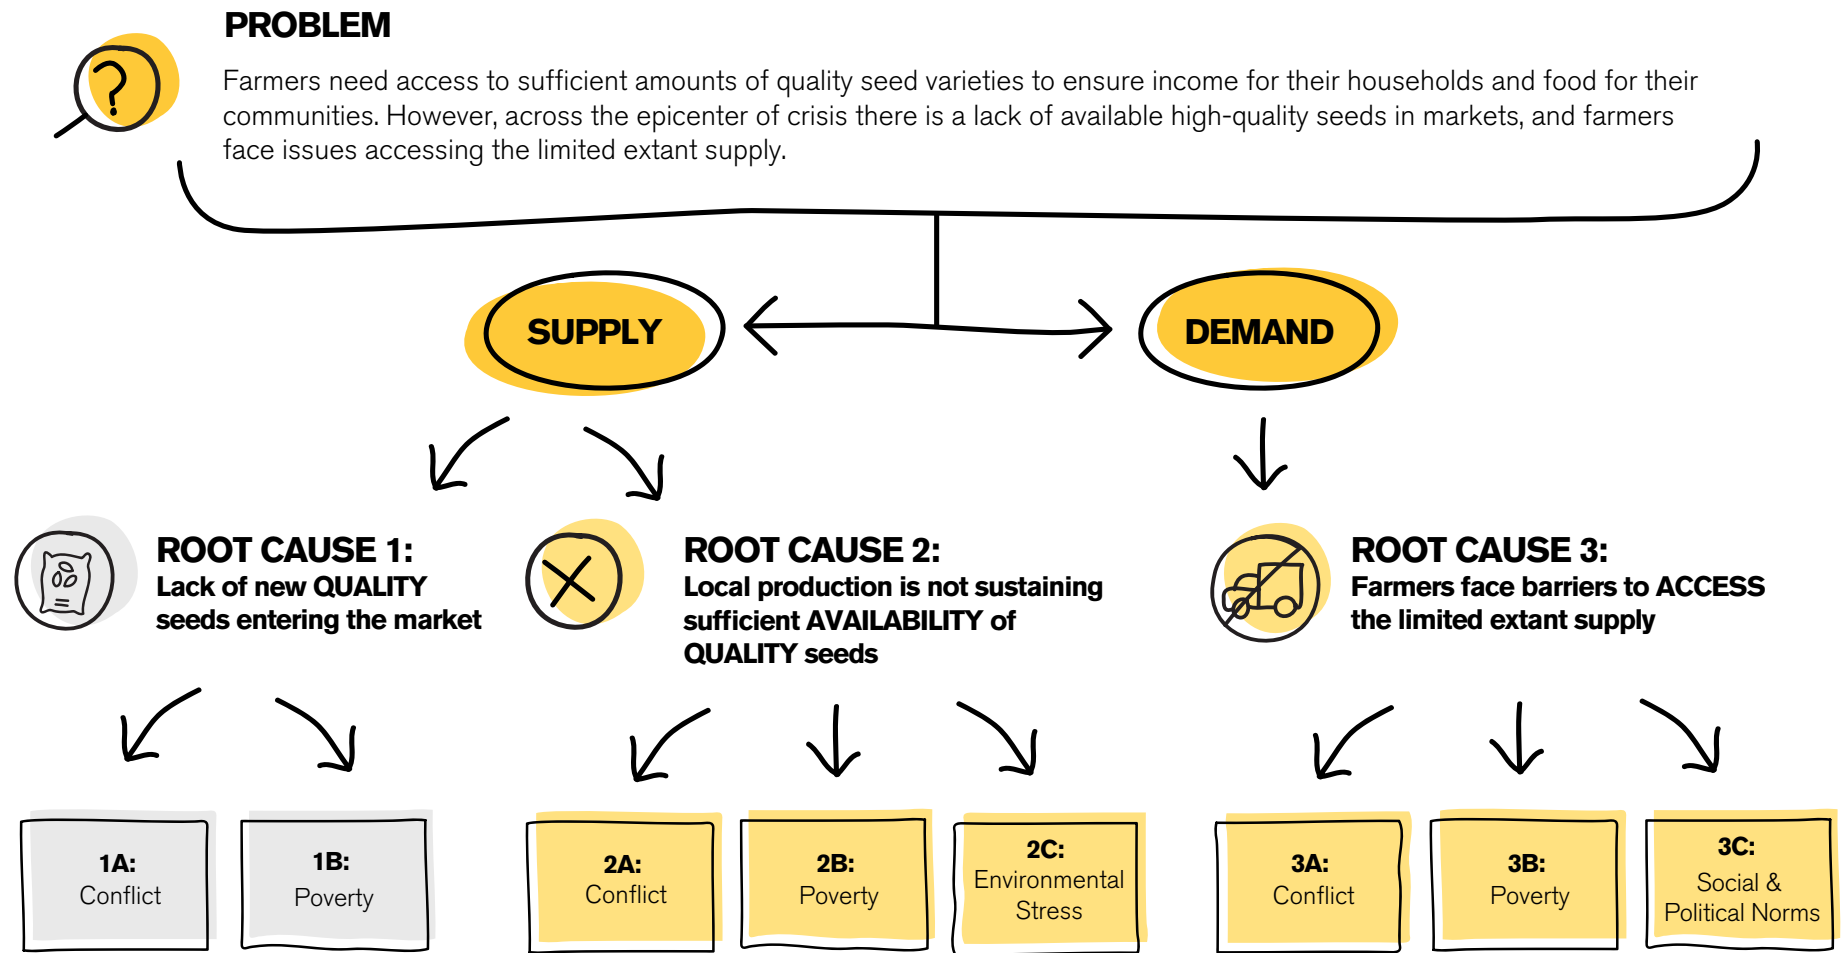 PROBLEM
Farmers need access to sufficient amounts of quality seed varieties to ensure income for their households and food for their
communities. However, across the epicenter of crisis there is a lack of available high-quality seeds in markets, and farmers
face issues accessing the limited extant supply.
?
SUPPLY
DEMAND
ROOT CAUSE 1:
Lack of new QUALITY
seeds entering the market
ROOT CAUSE 2:
Local production is not sustaining
sufficient AVAILABILITY of
QUALITY seeds
ROOT CAUSE 3:
Farmers face barriers to ACCESS
the limited extant supply
1A:
Conflict
1B:
Poverty
2A:
Conflict
2B:
Poverty
2C:
Environmental
Stress
3A:
Conflict
3B:
Poverty
3C:
Social &
Political Norms